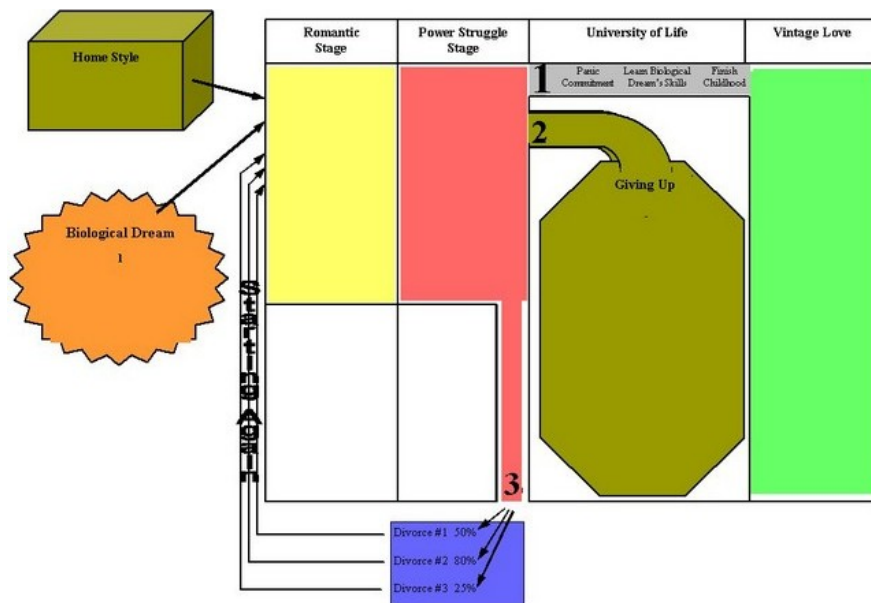 Home Style
Romantic
Stage
Power Struggle
Stage
University of Life
Vintage Love
1
Panic
Commitment
Learn Biological
Dream's Skills
Finish
Childhood
2
Giving Up
Biological Dream
1
Starting Again
3
Divorce #1 50%
Divorce #2 80%
Divorce #3 25%